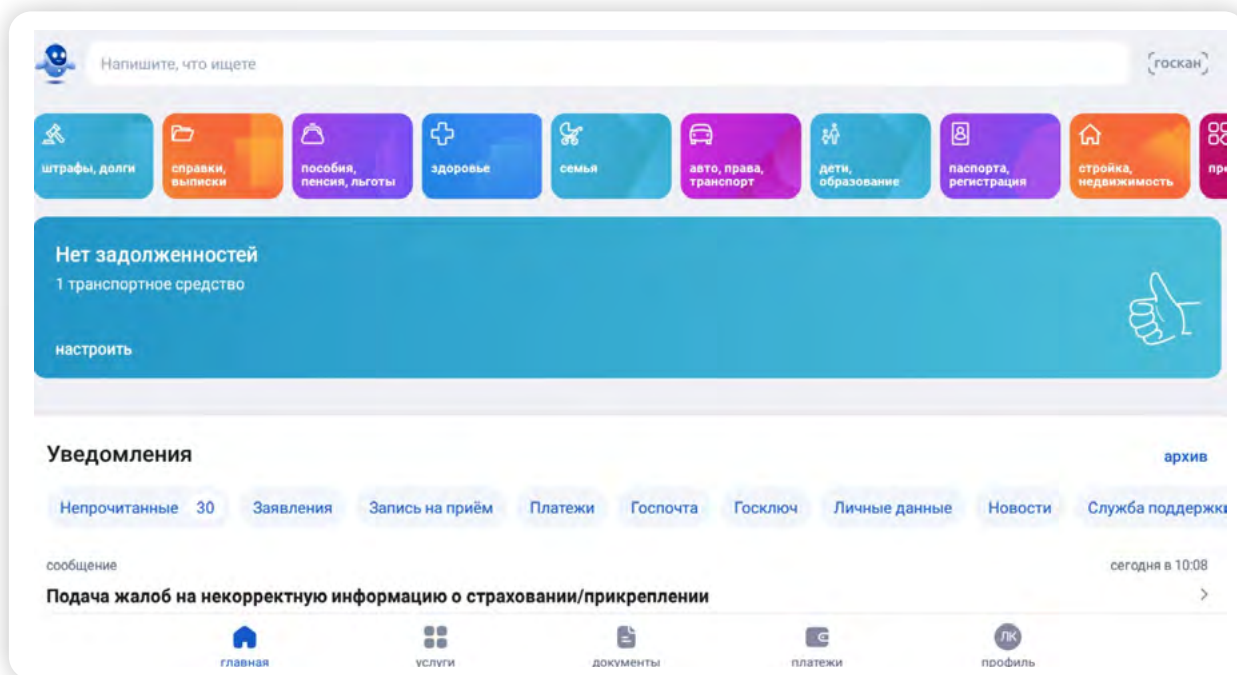 Напишите, что ищете
госкан
штрафы, долги
справки,
выписки
пособия,
пенсия, льготы
здоровье
семья
авто, права,
транспорт
дети,
образование
паспорта,
регистрация
стройка,
недвижимость
Нет задолженностей
1 транспортное средство
настроить
Уведомления
архив
Непрочитанные 30 Заявления Запись на приём Платежи Госпочта Госключ Личные данные Новости Служба поддержки
сообщение
сегодня в 10:08
Подача жалоб на некорректную информацию о страховании/прикреплении
главная
услуги
документы
платежи
ЛК
профиль